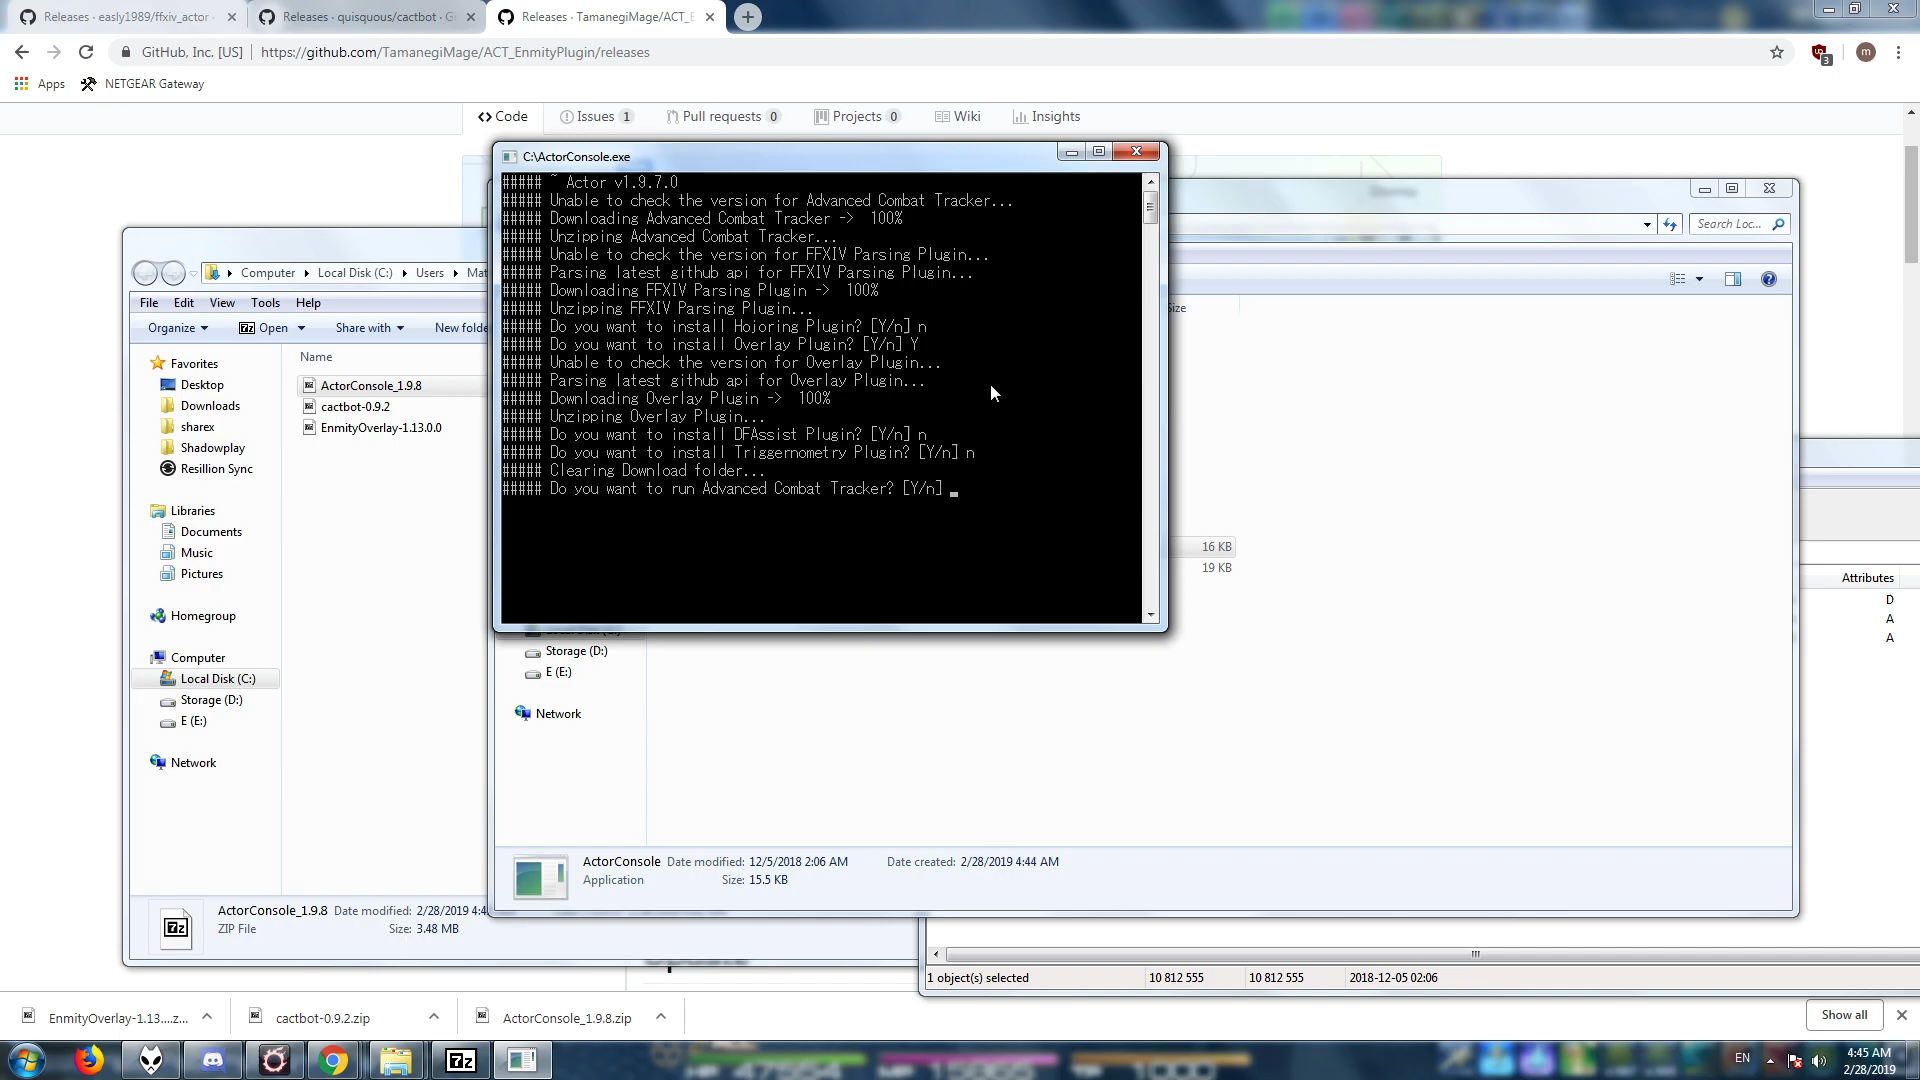 Releases · easly1989/ffxiv_actor
Releases · quisquous/cactbot · Gi
Releases · TamanegiMage/ACT_E
GitHub, Inc. [US] https://github.com/TamanegiMage/ACT_EnmityPlugin/releases
3
m
Apps
NETGEAR Gateway
Code
Issues 1
Pull requests 0
Projects 0
Wiki
Insights
C:\ActorConsole.exe
##### ~ Actor v1.9.7.0
##### Unable to check the version for Advanced Combat Tracker...
##### Downloading Advanced Combat Tracker -> 100%
##### Unzipping Advanced Combat Tracker...
##### Unable to check the version for FFXIV Parsing Plugin...
##### Parsing latest github api for FFXIV Parsing Plugin...
##### Downloading FFXIV Parsing Plugin -> 100%
##### Unzipping FFXIV Parsing Plugin...
##### Do you want to install Hojoring Plugin? [Y/n] n
##### Do you want to install Overlay Plugin? [Y/n] Y
##### Unable to check the version for Overlay Plugin...
##### Parsing latest github api for Overlay Plugin...
##### Downloading Overlay Plugin -> 100%
##### Unzipping Overlay Plugin...
##### Do you want to install DFAssist Plugin? [Y/n] n
##### Do you want to install Triggernometry Plugin? [Y/n] n
##### Clearing Download folder...
##### Do you want to run Advanced Combat Tracker? [Y/n]
Search Loc...
Size
16 KB
19 KB
Attributes
D
A
A
Computer Local Disk (C:) Users Mat
File Edit View Tools Help
Organize Open Share with New folde
Name
ActorConsole_1.9.8
cactbot-0.9.2
EnmityOverlay-1.13.0.0
Favorites
Desktop
Downloads
sharex
Shadowplay
Resillion Sync
Libraries
Documents
Music
Pictures
Homegroup
Computer
Local Disk (C:)
Storage (D:)
E (E:)
Network
Storage (D:)
E (E:)
Network
ActorConsole Date modified: 12/5/2018 2:06 AM Date created: 2/28/2019 4:44 AM
Application Size: 15.5 KB
ActorConsole_1.9.8 Date modified: 2/28/2019 4:4
ZIP File Size: 3.48 MB
7z
1 object(s) selected 10 812 555 10 812 555 2018-12-05 02:06
EnmityOverlay-1.13....z...
cactbot-0.9.2.zip
ActorConsole_1.9.8.zip
Show all
7z
EN
4:45 AM
2/28/2019